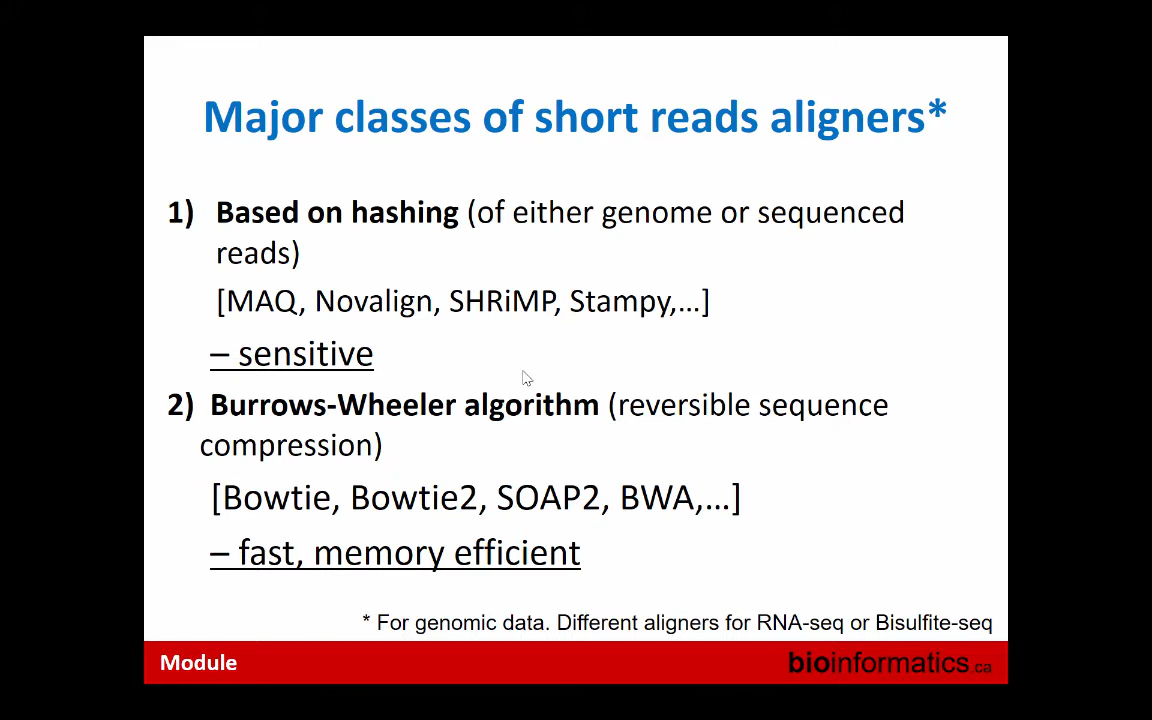 Major classes of short reads aligners*
1) Based on hashing (of either genome or sequenced
reads)
[MAQ, Novalign, SHRiMP, Stampy,...]
– sensitive
2) Burrows-Wheeler algorithm (reversible sequence
compression)
[Bowtie, Bowtie2, SOAP2, BWA,...]
– fast, memory efficient
* For genomic data. Different aligners for RNA-seq or Bisulfite-seq
Module
bioinformatics.ca